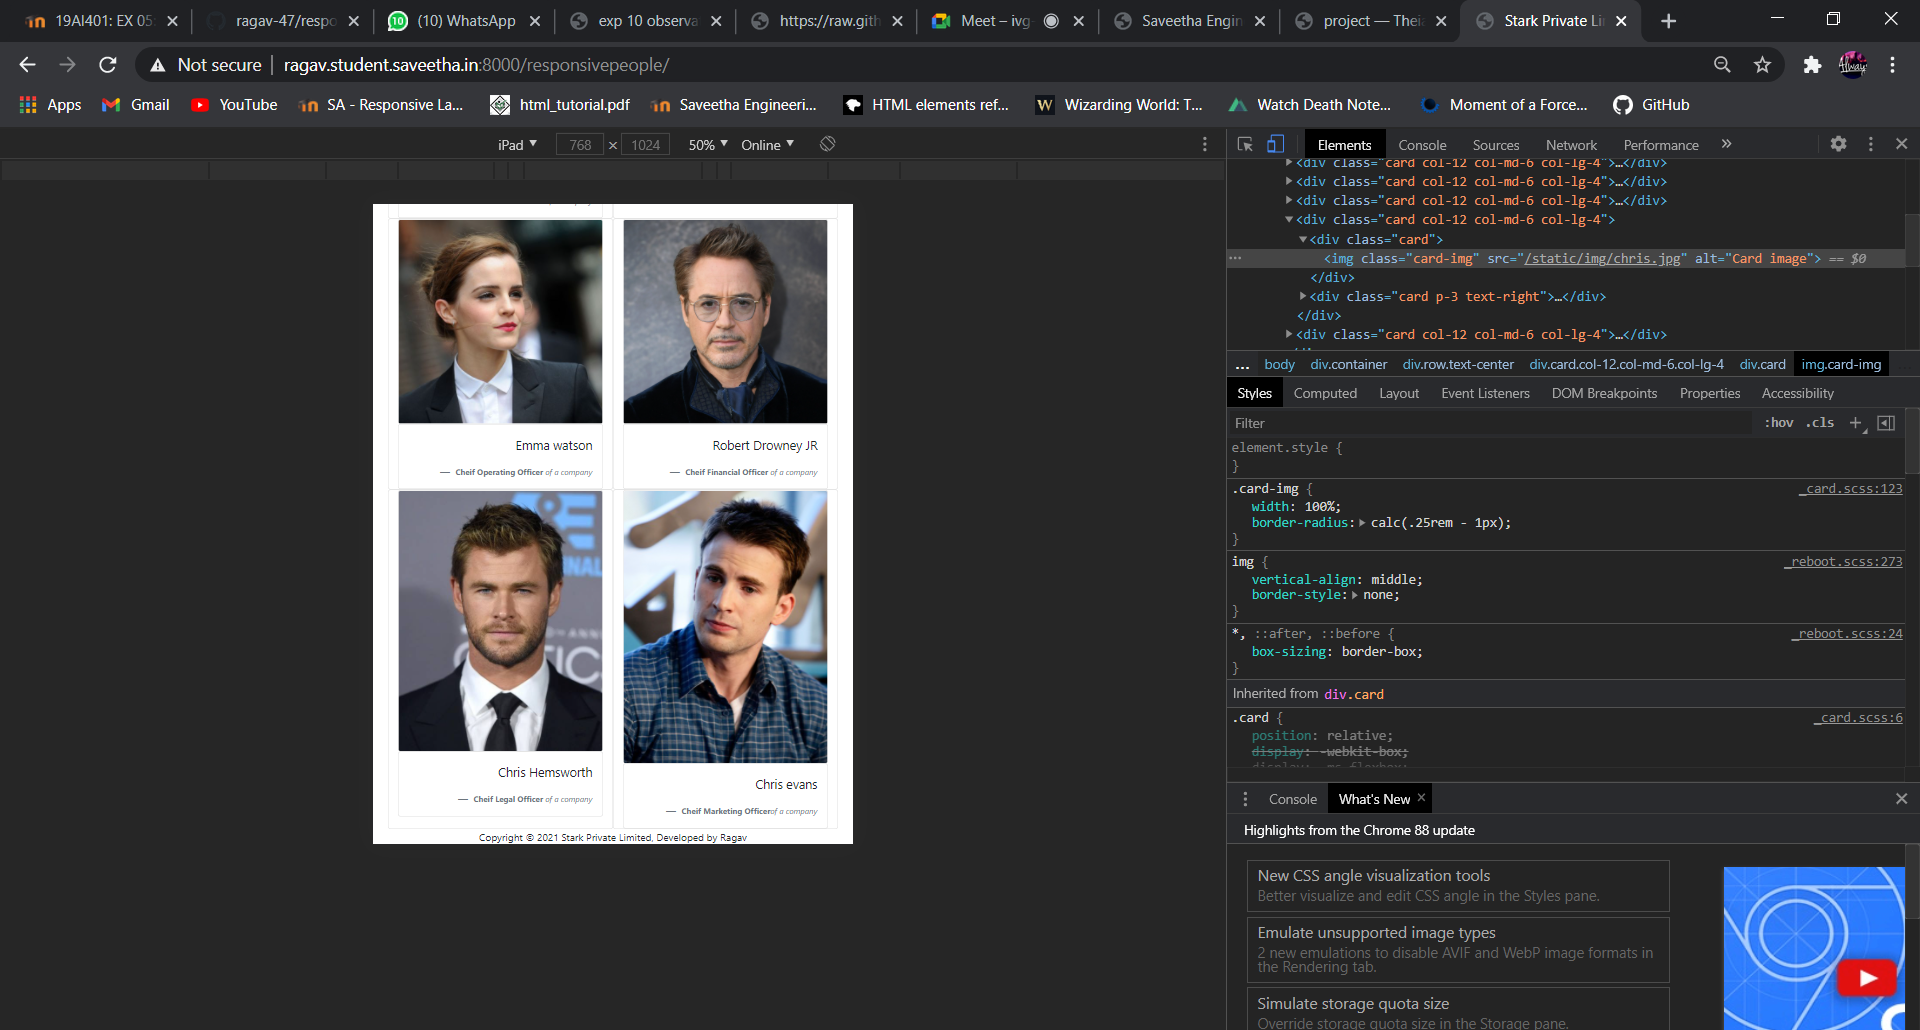 19AI401: EX 05:
ragav-47/respo
(10) WhatsApp
exp 10 observa
https://raw.gith
Meet – ivg-
Saveetha Engin
project — Theia
Stark Private Lir
Not secure
ragav.student.saveetha.in:8000/responsivepeople/
Apps
Gmail
YouTube
SA - Responsive La...
html_tutorial.pdf
Saveetha Engineeri...
HTML elements ref...
Wizarding World: T...
Watch Death Note...
Moment of a Force...
GitHub
iPad
768 × 1024
50%
Online
Emma watson
— Cheif Operating Officer of a company
Robert Drowney JR
— Cheif Financial Officer of a company
Chris Hemsworth
— Cheif Legal Officer of a company
Chris evans
— Cheif Marketing Officerof a company
Copyright © 2021 Stark Private Limited, Developed by Ragav
Elements
Console
Sources
Network
Performance
»
<div class="card col-12 col-md-6 col-lg-4">…</div>
<div class="card col-12 col-md-6 col-lg-4">…</div>
<div class="card col-12 col-md-6 col-lg-4">…</div>
<div class="card col-12 col-md-6 col-lg-4">
<div class="card">
<img class="card-img" src="/static/img/chris.jpg" alt="Card image"> == $0
</div>
<div class="card p-3 text-right">…</div>
</div>
<div class="card col-12 col-md-6 col-lg-4">…</div>
... body div.container div.row.text-center div.card.col-12.col-md-6.col-lg-4 div.card img.card-img
Styles
Computed
Layout
Event Listeners
DOM Breakpoints
Properties
Accessibility
Filter
:hov .cls +
element.style {
}
.card-img { _card.scss:123
width: 100%;
border-radius: calc(.25rem - 1px);
}
img { _reboot.scss:273
vertical-align: middle;
border-style: none;
}
*, ::after, ::before { _reboot.scss:24
box-sizing: border-box;
}
Inherited from div.card
.card { _card.scss:6
position: relative;
display: -webkit-box;
display: -ms-flexbox;
Console
What's New
Highlights from the Chrome 88 update
New CSS angle visualization tools
Better visualize and edit CSS angle in the Styles pane.
Emulate unsupported image types
2 new emulations to disable AVIF and WebP image formats in
the Rendering tab.
Simulate storage quota size
Override storage quota size in the Storage pane.